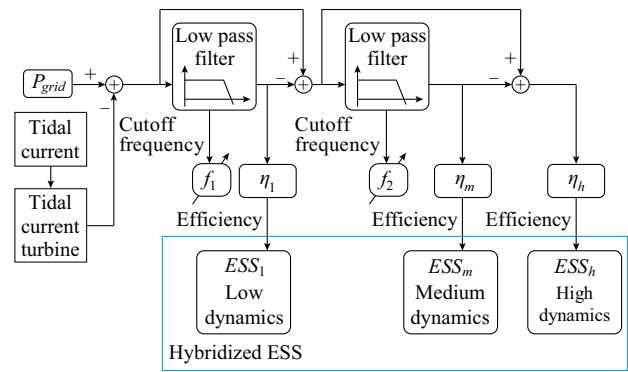 Low pass
filter
Low pass
filter
P_grid
+
−
−
+
−
+
Cutoff
frequency
Cutoff
frequency
Tidal
current
f_1
η_1
f_2
η_m
η_h
Tidal
current
turbine
Efficiency
Efficiency
Efficiency
ESS_1
Low
dynamics
ESS_m
Medium
dynamics
ESS_h
High
dynamics
Hybridized ESS